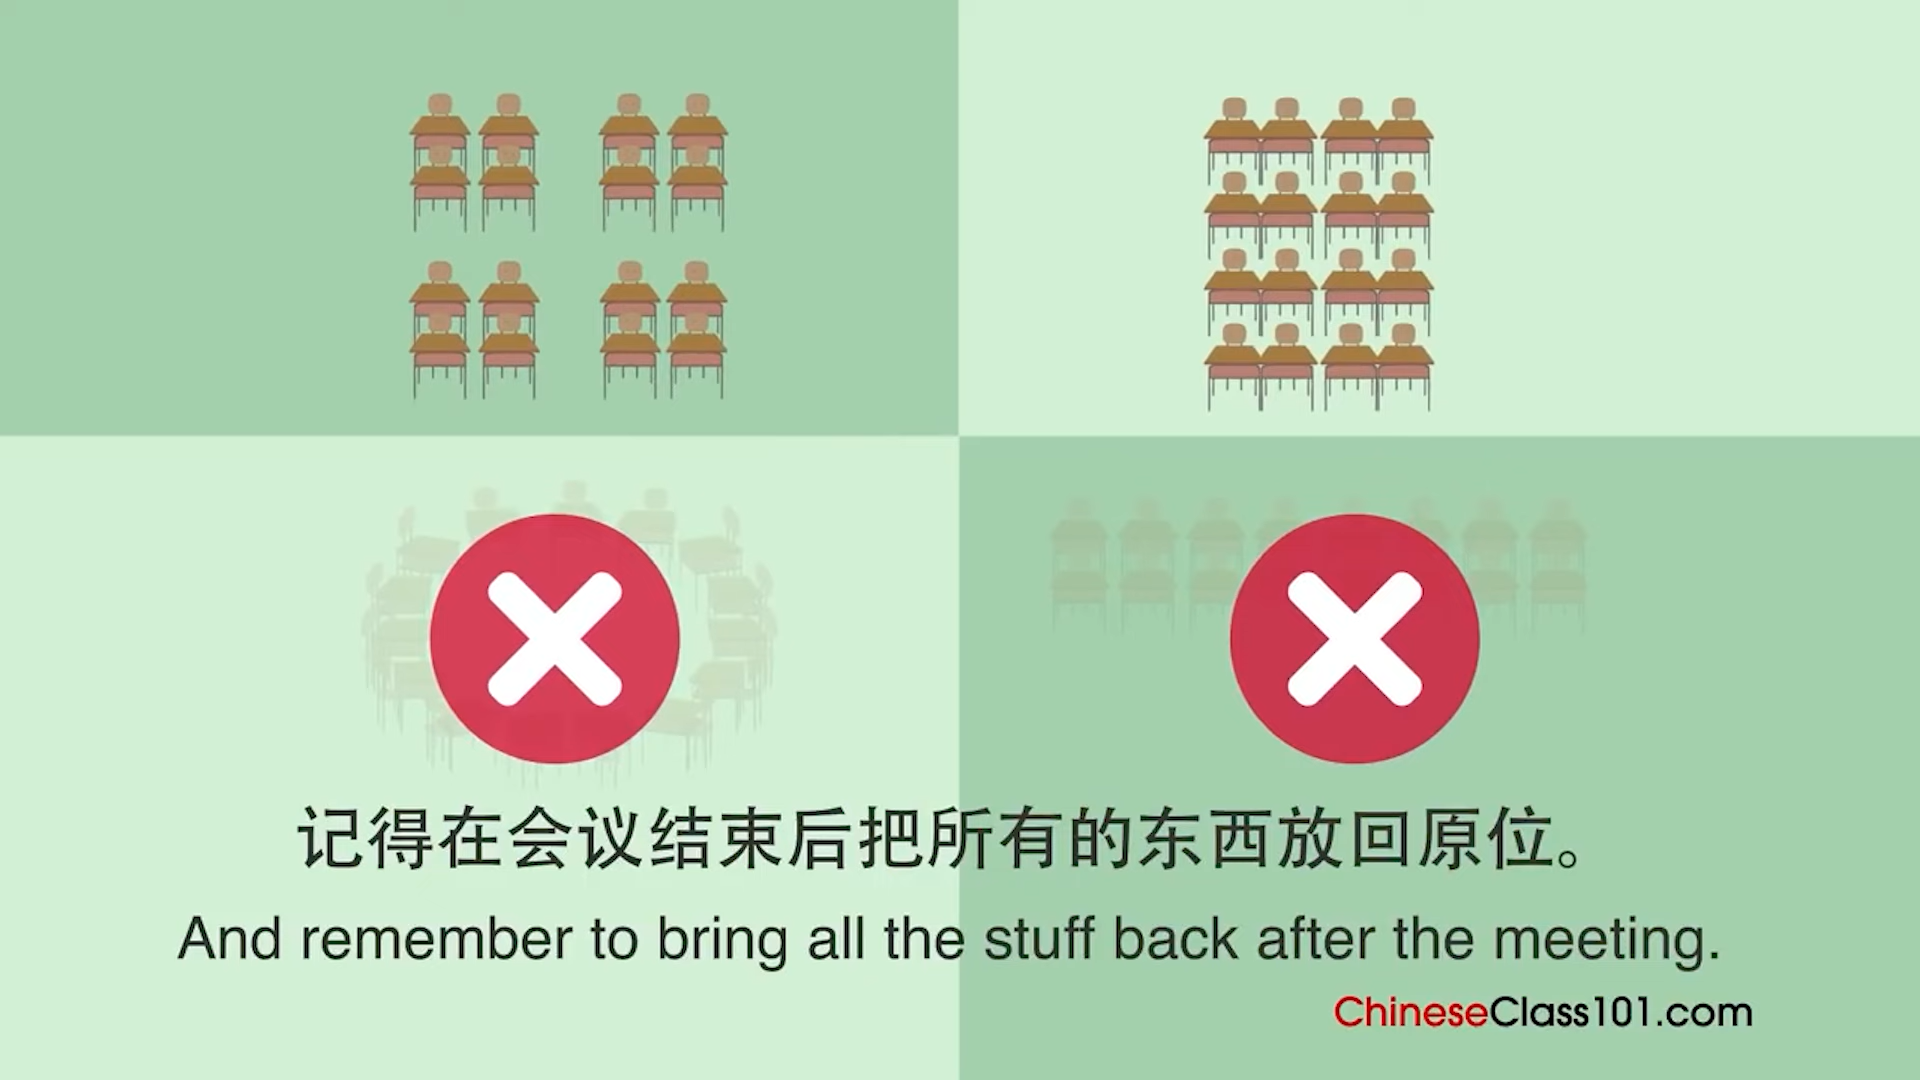 记得在会议结束后把所有的东西放回原位。
And remember to bring all the stuff back after the meeting.
ChineseClass101.com